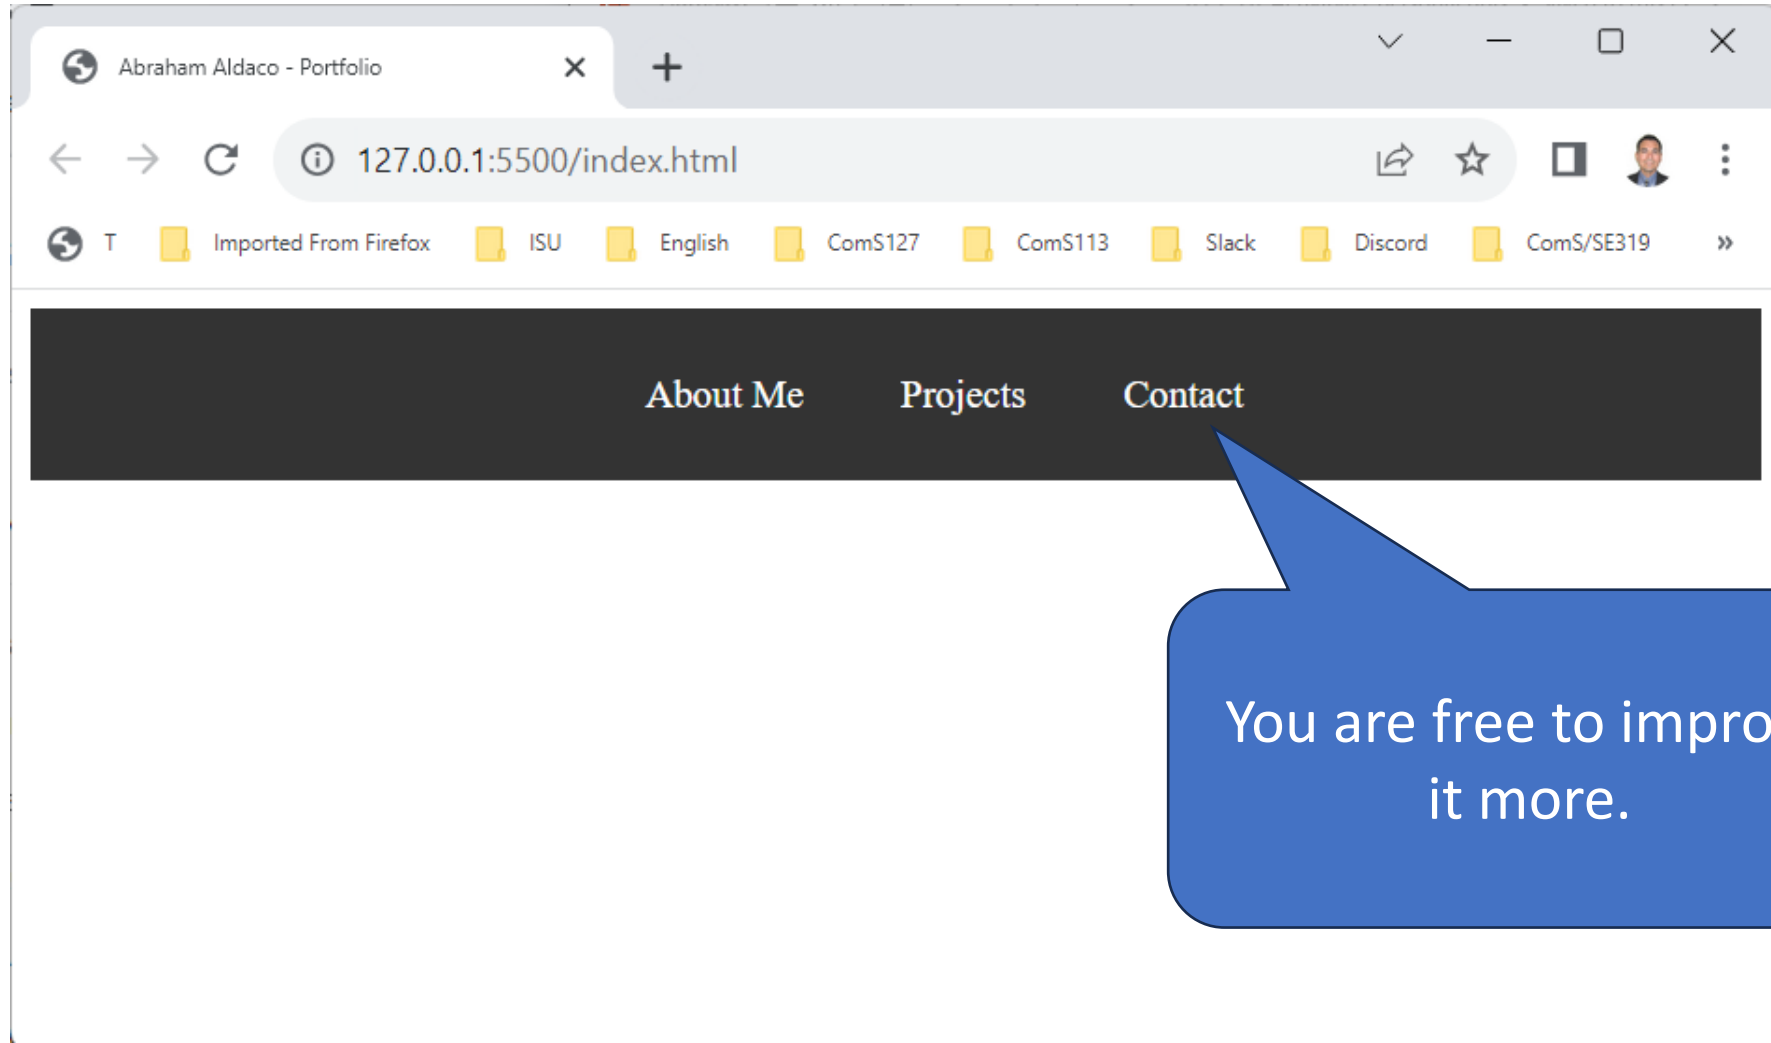 Abraham Aldaco - Portfolio
127.0.0.1:5500/index.html
T Imported From Firefox ISU English ComS127 ComS113 Slack Discord ComS/SE319 »
About Me Projects Contact
You are free to impro
it more.